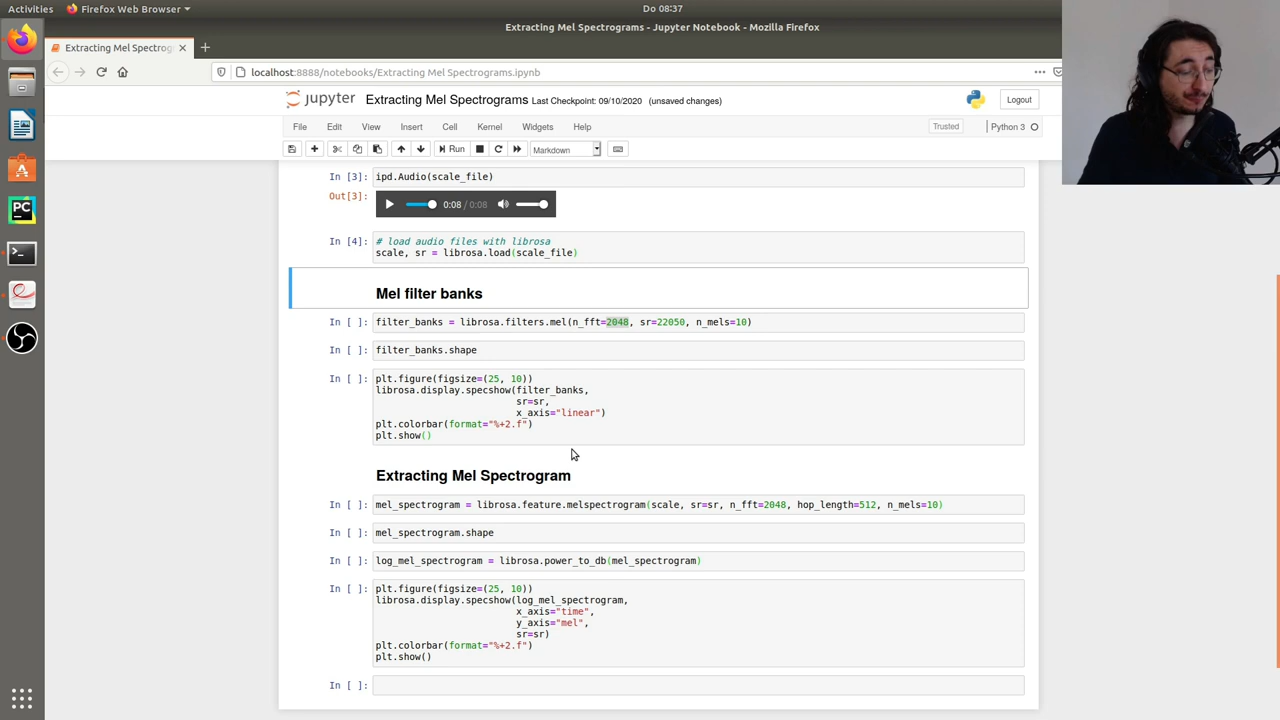 Activities
Firefox Web Browser
Do 08:37
Extracting Mel Spectrograms - Jupyter Notebook - Mozilla Firefox
Extracting Mel Spectrog
localhost:8888/notebooks/Extracting Mel Spectrograms.ipynb
jupyter Extracting Mel Spectrograms Last Checkpoint: 09/10/2020 (unsaved changes)
Logout
File Edit View Insert Cell Kernel Widgets Help
Trusted
Python 3
Run
Markdown
In [3]: ipd.Audio(scale_file)
Out[3]:
0:08 / 0:08
In [4]: # load audio files with librosa
scale, sr = librosa.load(scale_file)
Mel filter banks
In [ ]: filter_banks = librosa.filters.mel(n_fft=2048, sr=22050, n_mels=10)
In [ ]: filter_banks.shape
In [ ]: plt.figure(figsize=(25, 10))
librosa.display.specshow(filter_banks,
sr=sr,
x_axis="linear")
plt.colorbar(format="%+2.f")
plt.show()
Extracting Mel Spectrogram
In [ ]: mel_spectrogram = librosa.feature.melspectrogram(scale, sr=sr, n_fft=2048, hop_length=512, n_mels=10)
In [ ]: mel_spectrogram.shape
In [ ]: log_mel_spectrogram = librosa.power_to_db(mel_spectrogram)
In [ ]: plt.figure(figsize=(25, 10))
librosa.display.specshow(log_mel_spectrogram,
x_axis="time",
y_axis="mel",
sr=sr)
plt.colorbar(format="%+2.f")
plt.show()
In [ ]:
PC